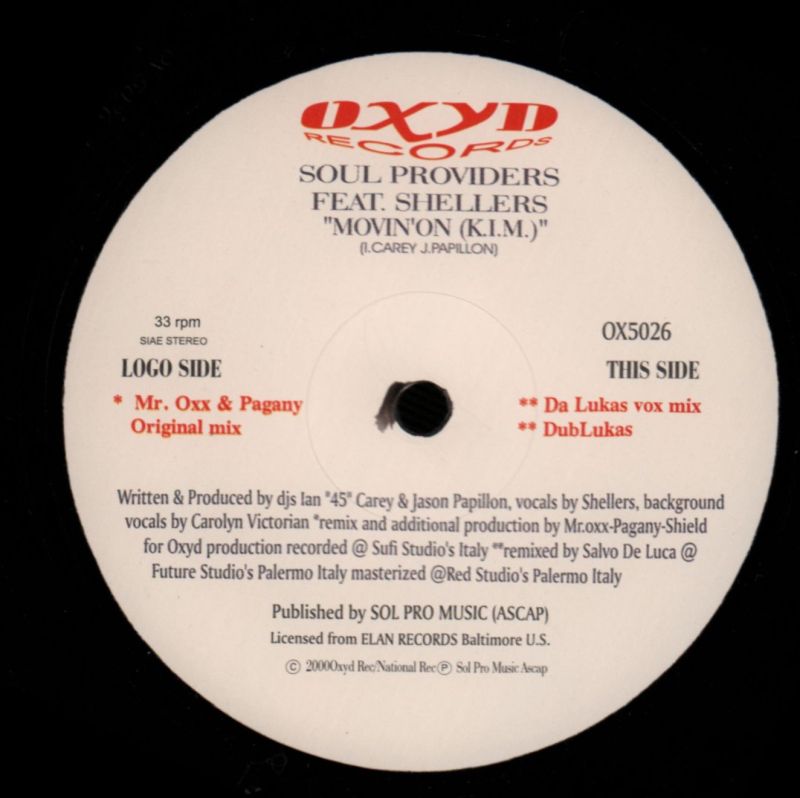 OXYD
RECORDS
SOUL PROVIDERS
FEAT. SHELLERS
"MOVIN'ON (K.I.M.)"
(I.CAREY J.PAPILLON)
33 rpm
SIAE STEREO
LOGO SIDE
* Mr. Oxx & Pagany
Original mix
OX5026
THIS SIDE
** Da Lukas vox mix
** DubLukas
Written & Produced by djs Ian "45" Carey & Jason Papillon, vocals by Shellers, background
vocals by Carolyn Victorian *remix and additional production by Mr.oxx-Pagany-Shield
for Oxyd production recorded @ Sufi Studio's Italy **remixed by Salvo De Luca @
Future Studio's Palermo Italy masterized @Red Studio's Palermo Italy
Published by SOL PRO MUSIC (ASCAP)
Licensed from ELAN RECORDS Baltimore U.S.
© 2000Oxyd Rec/National Rec℗ Sol Pro Music Ascap